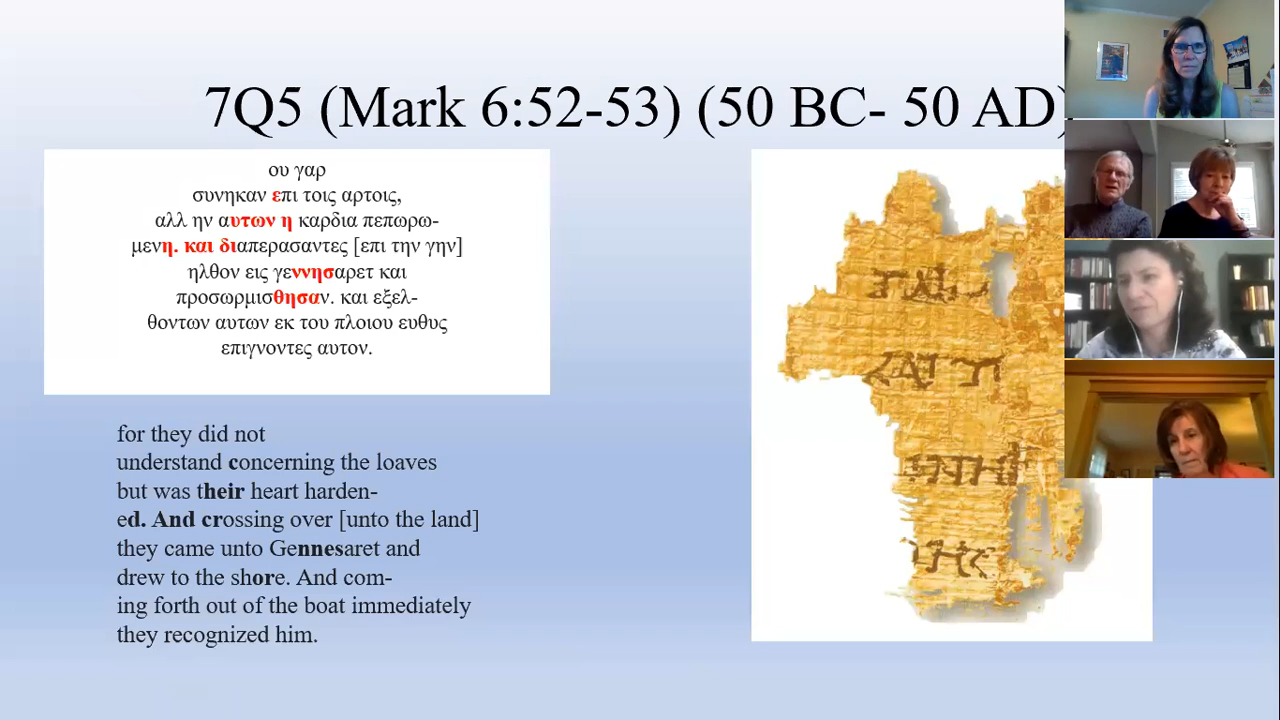 7Q5 (Mark 6:52-53) (50 BC- 50 AD)
ου γαρ
συνηκαν επι τοις αρτοις,
αλλ ην αυτων η καρδια πεπωρω-
μενη. και διαπερασαντες [επι την γην]
ηλθον εις γεννησαρετ και
προσωρμισθησαν. και εξελ-
θοντων αυτων εκ του πλοιου ευθυς
επιγνοντες αυτον.
for they did not
understand concerning the loaves
but was their heart harden-
ed. And crossing over [unto the land]
they came unto Gennesaret and
drew to the shore. And com-
ing forth out of the boat immediately
they recognized him.